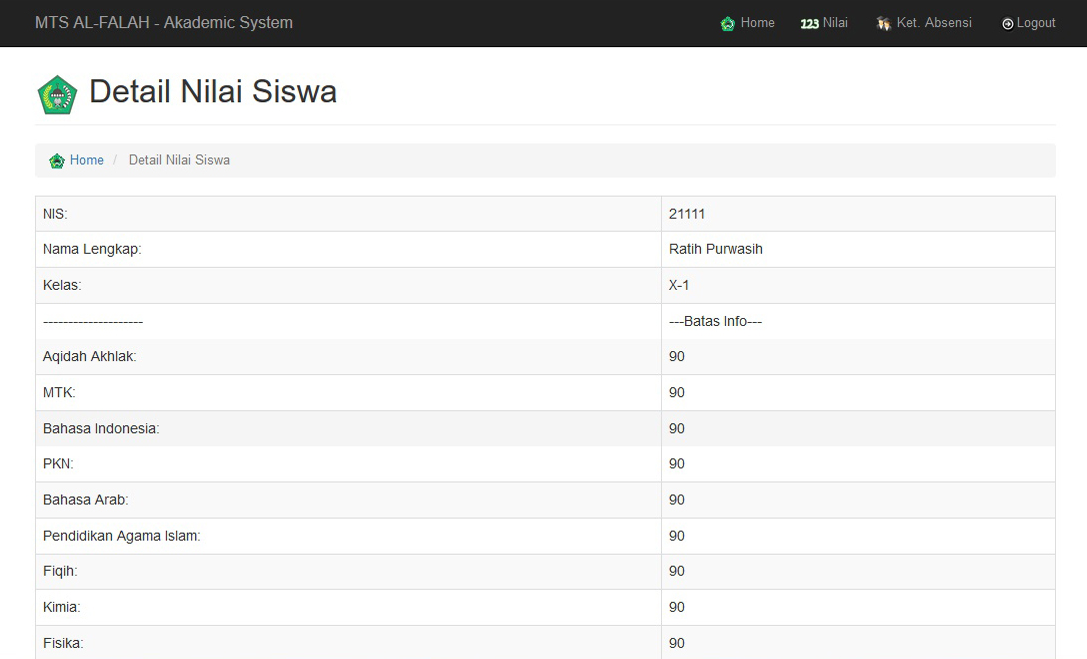 MTS AL-FALAH - Akademic System Home 123 Nilai Ket. Absensi Logout
Detail Nilai Siswa
Home / Detail Nilai Siswa
NIS: 21111
Nama Lengkap: Ratih Purwasih
Kelas: X-1
-------------------- ---Batas Info---
Aqidah Akhlak: 90
MTK: 90
Bahasa Indonesia: 90
PKN: 90
Bahasa Arab: 90
Pendidikan Agama Islam: 90
Fiqih: 90
Kimia: 90
Fisika: 90